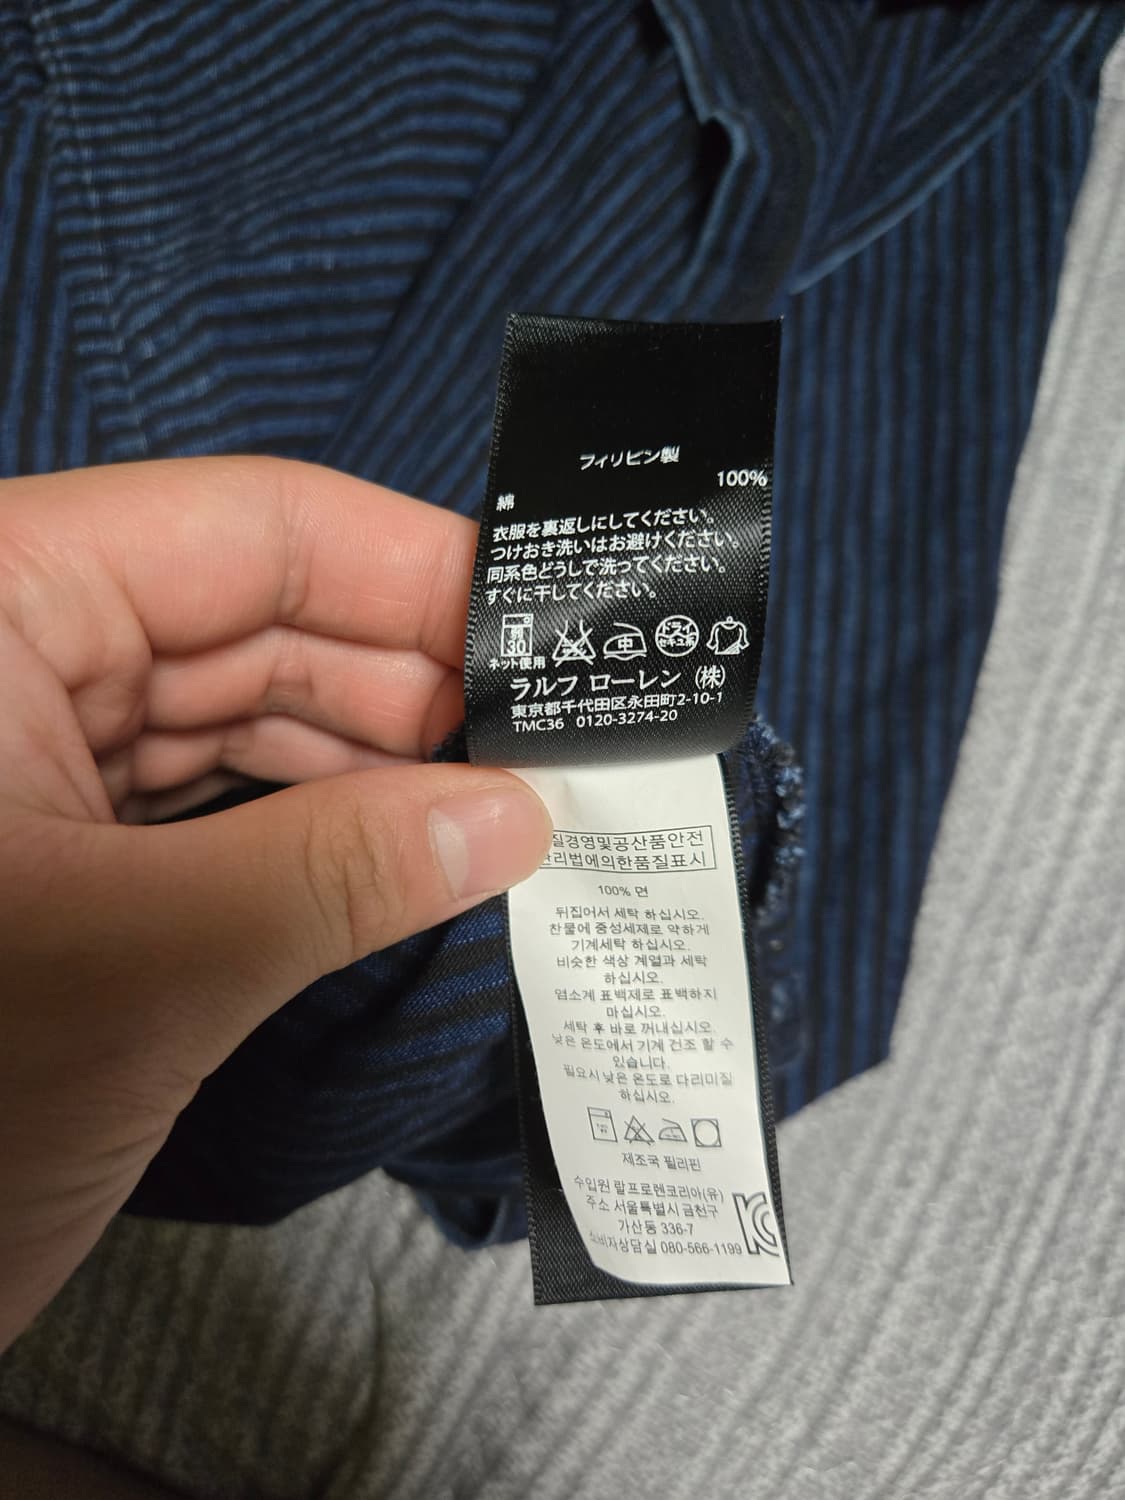 フィリピン製
綿 100%
衣服を裏返しにしてください。
つけおき洗いはお避けください。
同系色どうしで洗ってください。
すぐに干してください。
弱
30
中
ドライ
セキユ系
ネット使用
ラルフ ローレン (株)
東京都千代田区永田町2-10-1
TMC36 0120-3274-20
질경영및공산품안전
관리법에의한품질표시
100% 면
뒤집어서 세탁 하십시오.
찬물에 중성세제로 약하게
기계세탁 하십시오.
비슷한 색상 계열과 세탁
하십시오.
염소계 표백제로 표백하지
마십시오.
세탁 후 바로 꺼내십시오.
낮은 온도에서 기계 건조 할 수
있습니다.
필요시 낮은 온도로 다리미질
하십시오.
제조국 필리핀
수입원 랄프로렌코리아(유)
주소 서울특별시 금천구
가산동 336-7
소비자상담실 080-566-1199